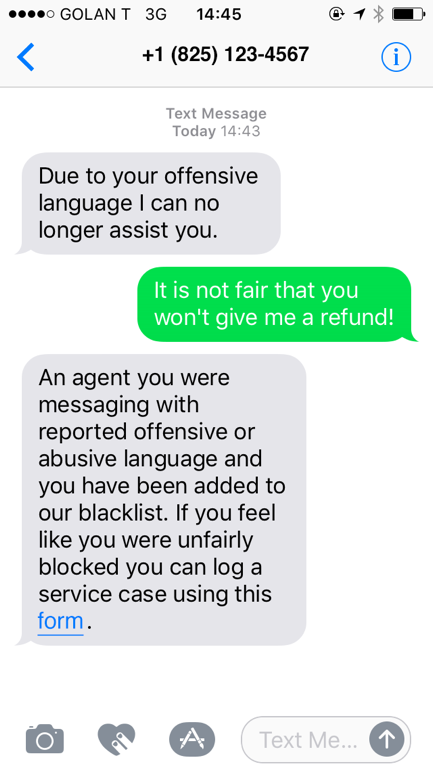 GOLAN T 3G 14:45
+1 (825) 123-4567
Text Message
Today 14:43
Due to your offensive
language I can no
longer assist you.
It is not fair that you
won't give me a refund!
An agent you were
messaging with
reported offensive or
abusive language and
you have been added to
our blacklist. If you feel
like you were unfairly
blocked you can log a
service case using this
form.
Text Me...